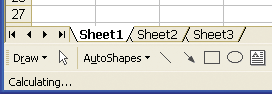 26
27
Sheet1 Sheet2 Sheet3
Draw AutoShapes
Calculating...